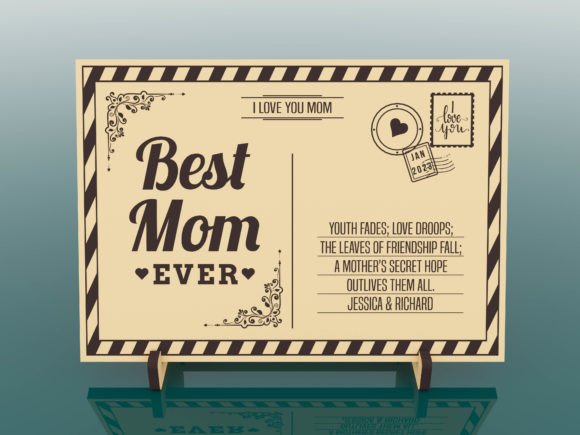 I LOVE YOU MOM
Best
Mom
EVER
I
love
you
JAN
2023
YOUTH FADES; LOVE DROOPS;
THE LEAVES OF FRIENDSHIP FALL;
A MOTHER'S SECRET HOPE
OUTLIVES THEM ALL.
JESSICA & RICHARD